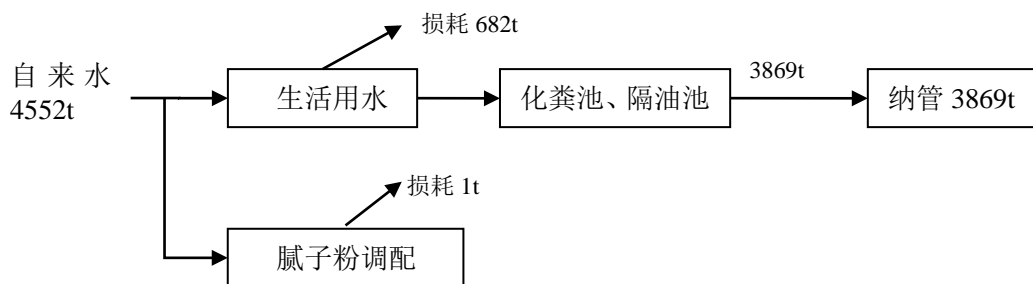 损耗 682t
自来水
4552t
生活用水
化粪池、隔油池
3869t
纳管 3869t
损耗 1t
腻子粉调配